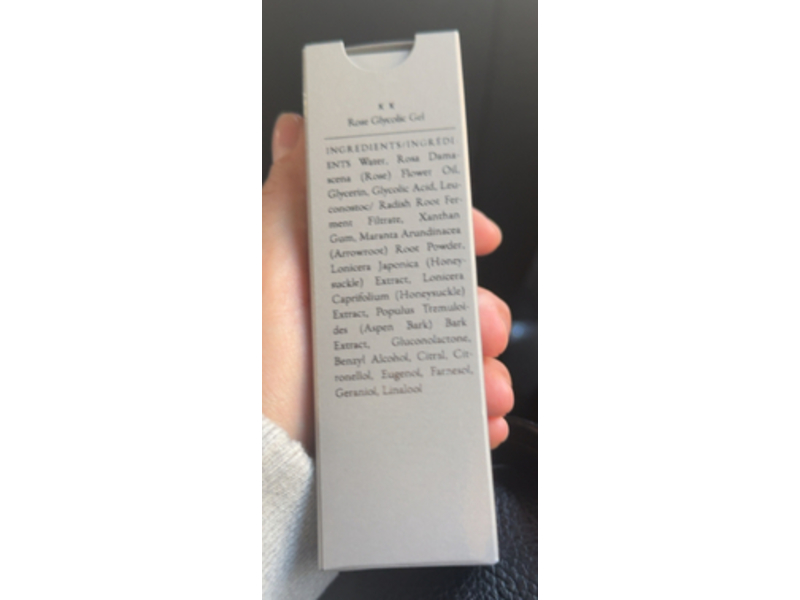 K K
Rose Glycolic Gel
INGREDIENTS/INGREDI
ENTS Water, Rosa Dama-
scena (Rose) Flower Oil,
Glycerin, Glycolic Acid, Leu-
conostoc/ Radish Root Fer-
ment Filtrate, Xanthan
Gum, Maranta Arundinacea
(Arrowroot) Root Powder,
Lonicera Japonica (Honey-
suckle) Extract, Lonicera
Caprifolium (Honeysuckle)
Extract, Populus Tremuloi-
des (Aspen Bark) Bark
Extract, Gluconolactone,
Benzyl Alcohol, Citral, Cit-
ronellol, Eugenol, Farnesol,
Geraniol, Linalool